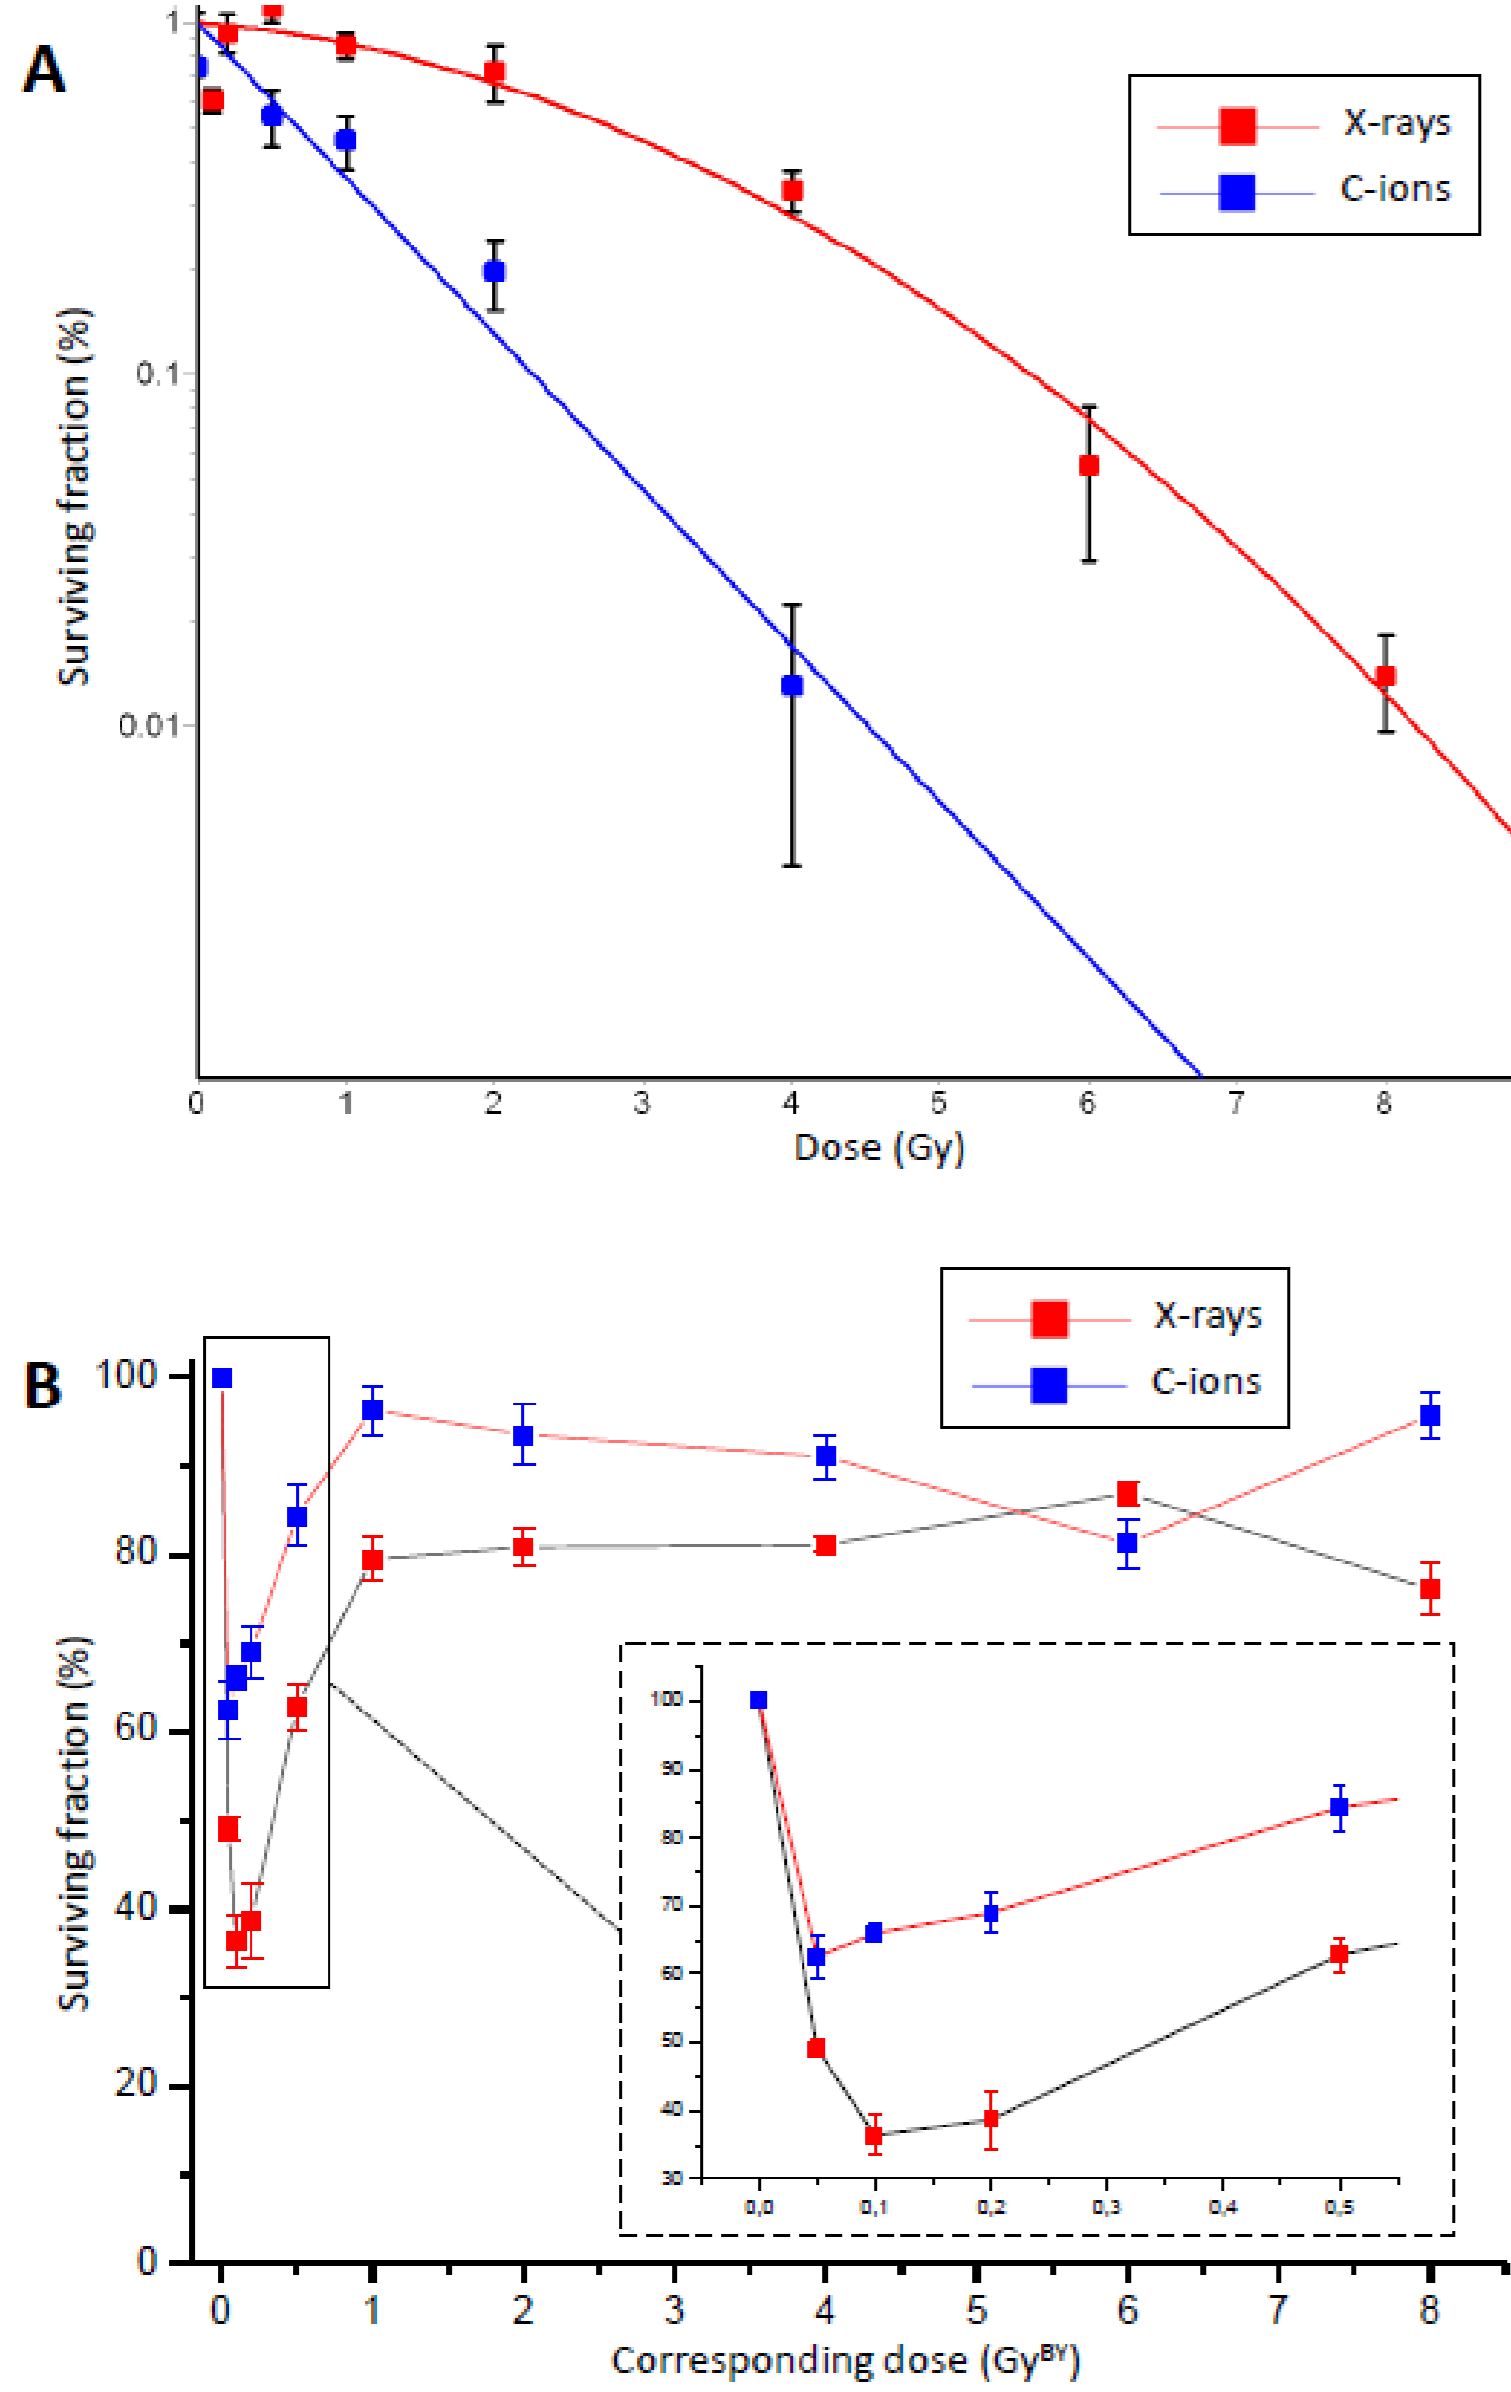 A
1
0.1
0.01
Surviving fraction (%)
X-rays
C-ions
0 1 2 3 4 5 6 7 8
Dose (Gy)
B
X-rays
C-ions
100
80
60
40
20
0
Surviving fraction (%)
100
90
80
70
60
50
40
30
0,0 0,1 0,2 0,3 0,4 0,5
0 1 2 3 4 5 6 7 8
Corresponding dose (Gy^BY)